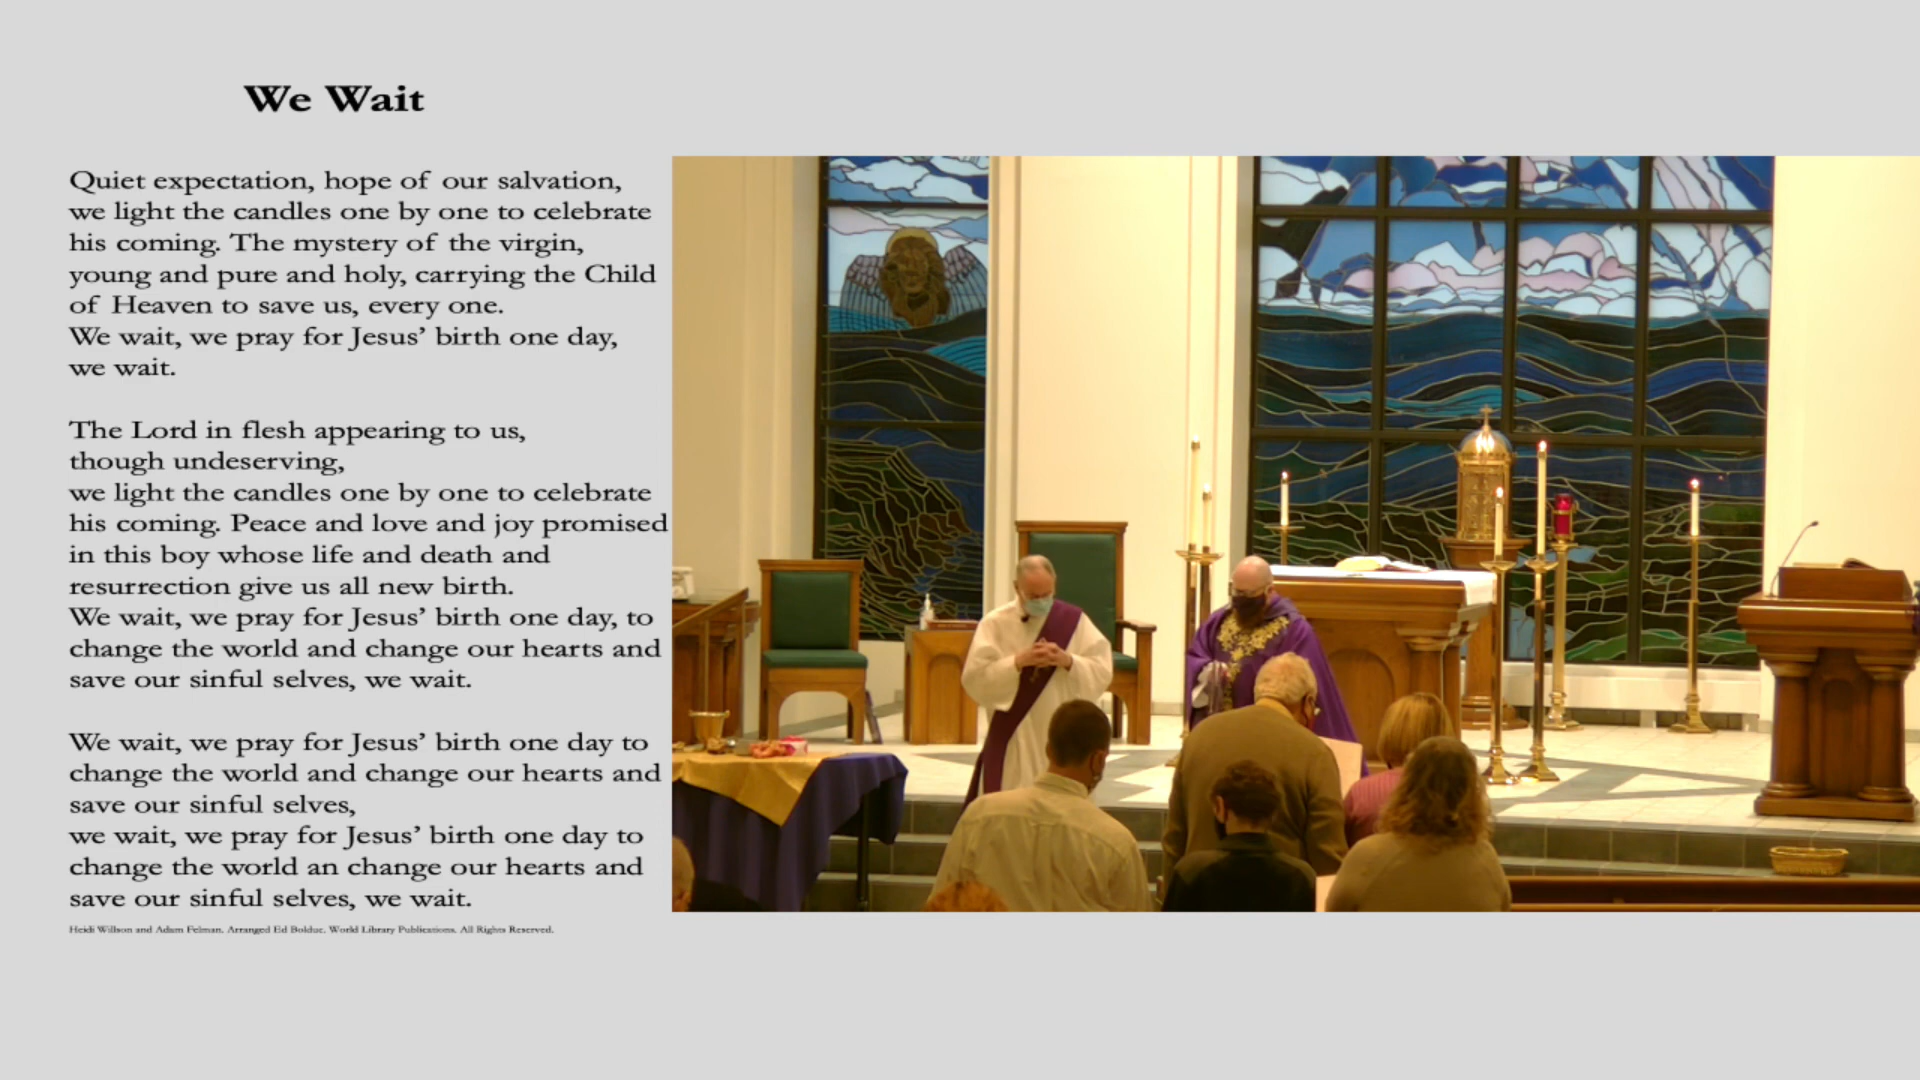 We Wait
Quiet expectation, hope of our salvation,
we light the candles one by one to celebrate
his coming. The mystery of the virgin,
young and pure and holy, carrying the Child
of Heaven to save us, every one.
We wait, we pray for Jesus’ birth one day,
we wait.
The Lord in flesh appearing to us,
though undeserving,
we light the candles one by one to celebrate
his coming. Peace and love and joy promised
in this boy whose life and death and
resurrection give us all new birth.
We wait, we pray for Jesus’ birth one day, to
change the world and change our hearts and
save our sinful selves, we wait.
We wait, we pray for Jesus’ birth one day to
change the world and change our hearts and
save our sinful selves,
we wait, we pray for Jesus’ birth one day to
change the world an change our hearts and
save our sinful selves, we wait.
Heidi Willson and Adam Felman. Arranged Ed Bolduc. World Library Publications. All Rights Reserved.